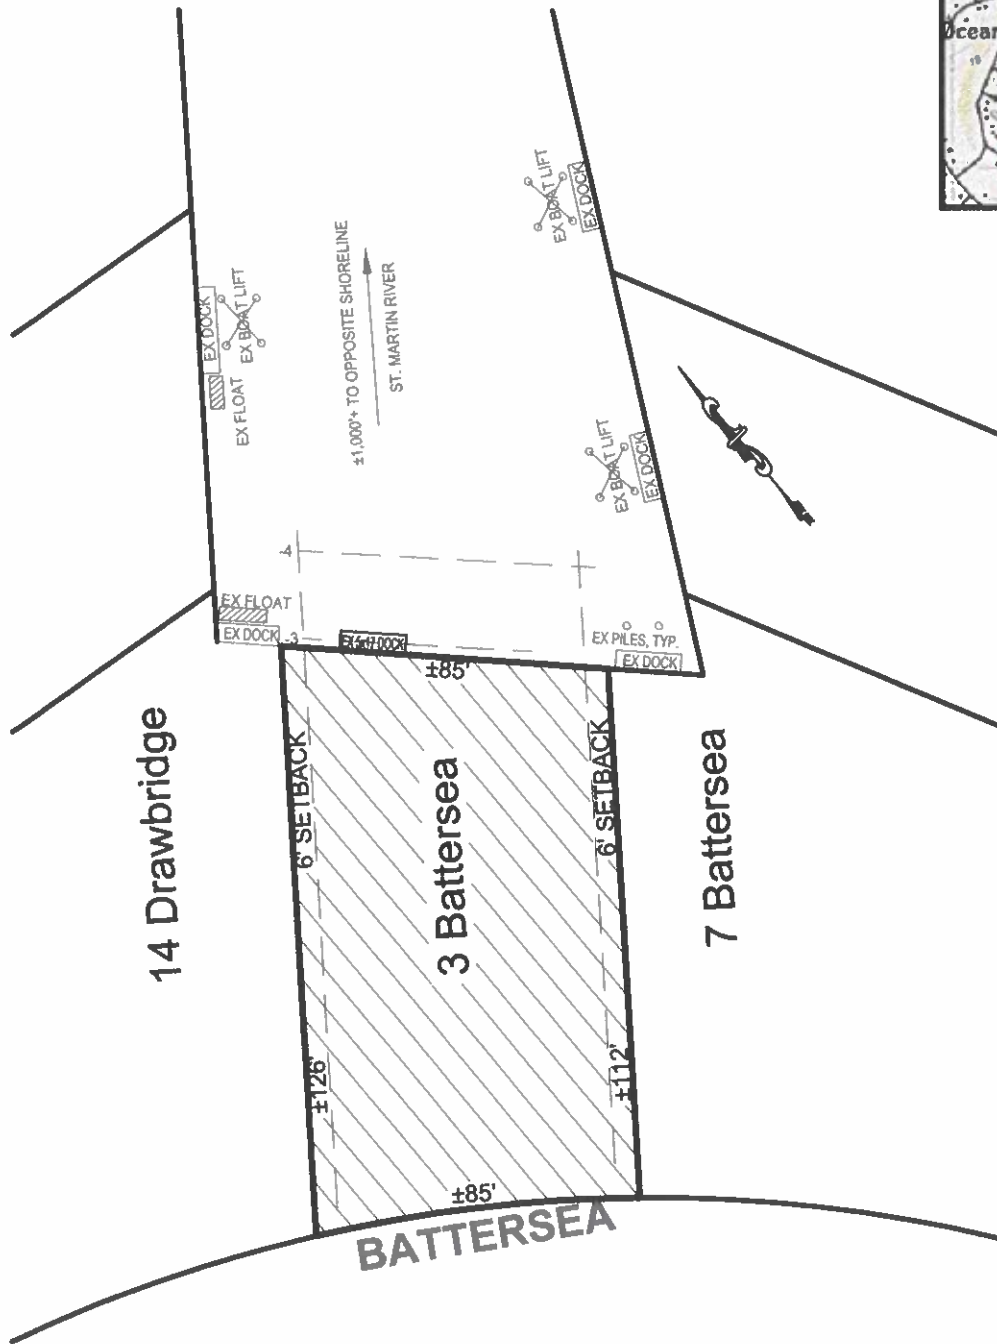 Ocean
EX BOAT LIFT
EX DOCK
EX DOCK
EX BOAT LIFT
EX FLOAT
±1,000'+ TO OPPOSITE SHORELINE
ST. MARTIN RIVER
EX BOAT LIFT
EX DOCK
-4
EX FLOAT
EX DOCK
-3
DOCK
EX PILES, TYP.
EX DOCK
±85'
14 Drawbridge
6' SETBACK
3 Battersea
6' SETBACK
7 Battersea
±126'
±112'
±85'
BATTERSEA